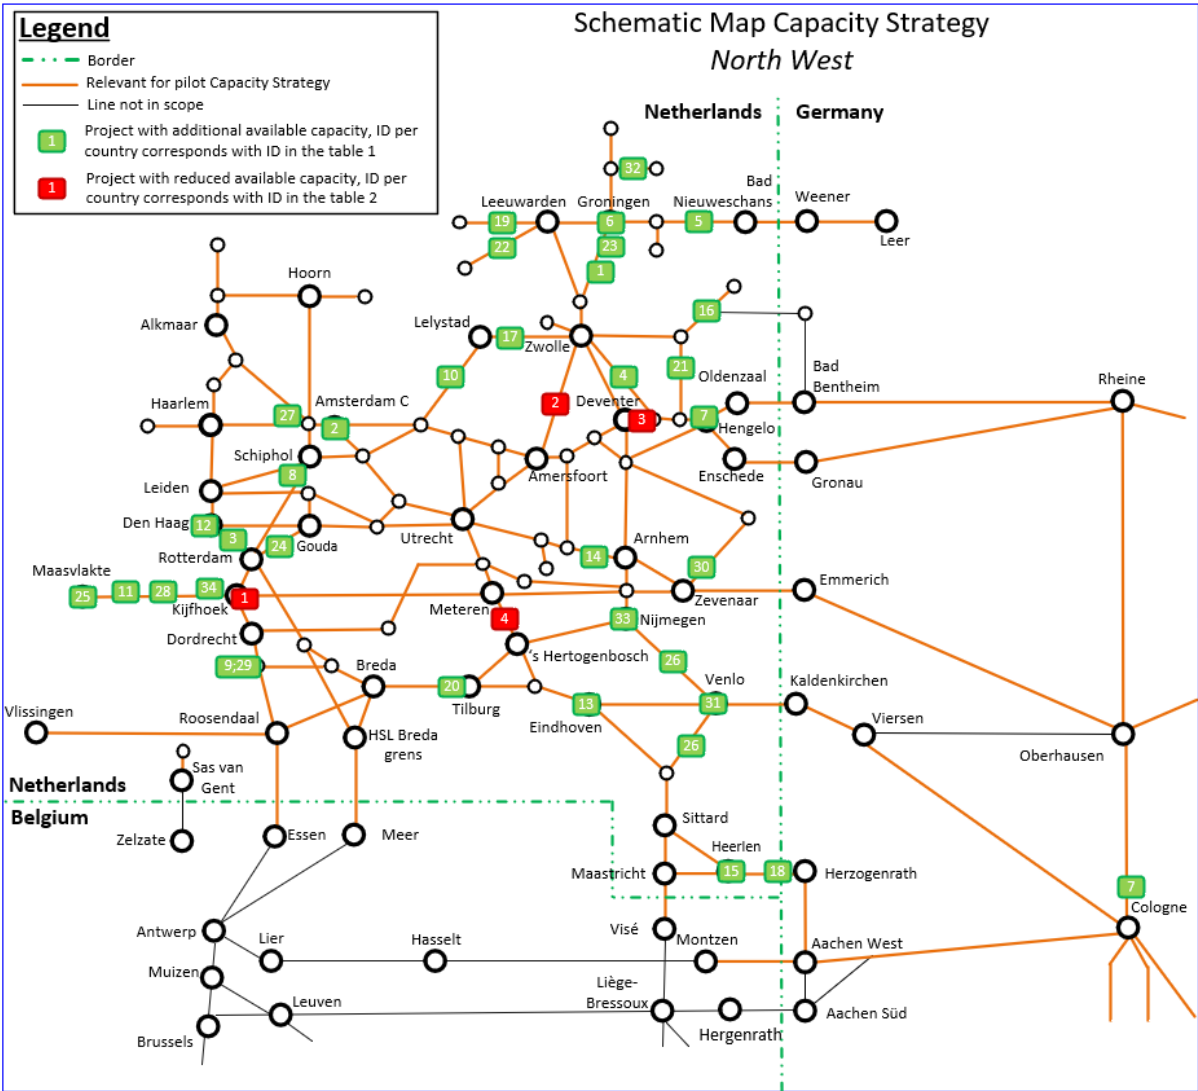 Legend
Border
Relevant for pilot Capacity Strategy
Line not in scope
1
Project with additional available capacity, ID per
country corresponds with ID in the table 1
1
Project with reduced available capacity, ID per
country corresponds with ID in the table 2
Schematic Map Capacity Strategy
North West
Netherlands
Germany
32
Bad
Leeuwarden
Groningen
Nieuweschans
Weener
19
6
5
22
23
Leer
1
Hoorn
16
Alkmaar
Lelystad
17
Zwolle
21
10
4
Oldenzaal
Bad
Bentheim
Rheine
Haarlem
27
Amsterdam C
2
2
Deventer
3
7
Hengelo
Schiphol
8
Amersfoort
Enschede
Gronau
Leiden
Den Haag
12
3
24
Gouda
Utrecht
Rotterdam
14
Arnhem
30
Maasvlakte
25
11
28
34
Kijfhoek
1
Meteren
Zevenaar
Emmerich
Dordrecht
4
33
Nijmegen
's Hertogenbosch
9;29
26
Breda
20
Tilburg
Venlo
31
Kaldenkirchen
Vlissingen
Roosendaal
13
Eindhoven
Viersen
HSL Breda
grens
26
Oberhausen
Sas van
Gent
Netherlands
Belgium
Zelzate
Essen
Meer
Sittard
Heerlen
Maastricht
15
18
Herzogenrath
7
Cologne
Antwerp
Lier
Hasselt
Visé
Montzen
Aachen West
Muizen
Leuven
Liège-
Bressoux
Hergenrath
Aachen Süd
Brussels